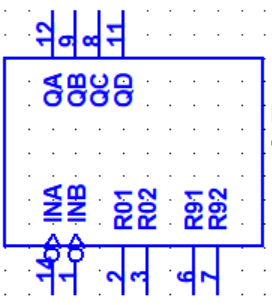 12 9 8 11
QA QB QC QD
INA INB R01 R02 R91 R92
14 1 2 3 6 7